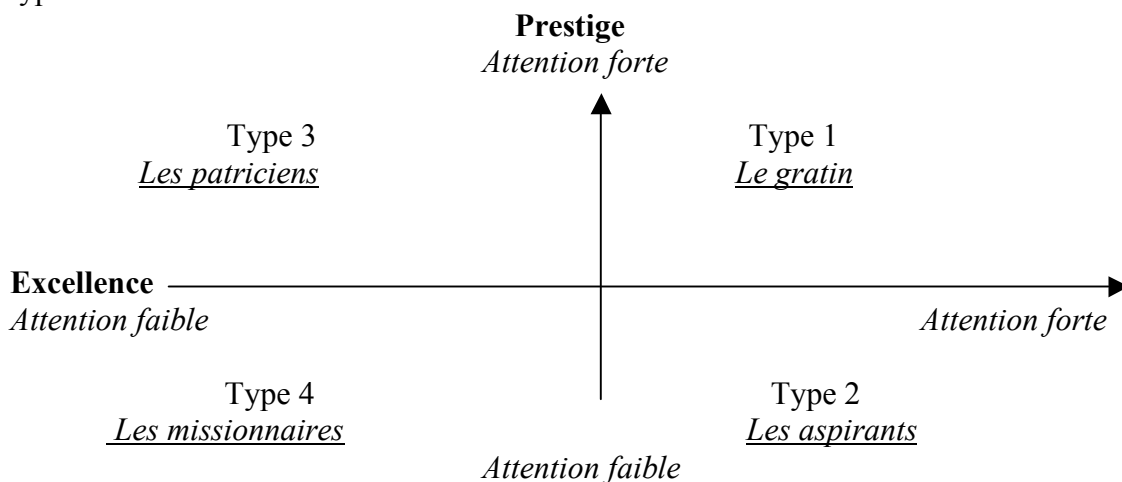 Prestige
Attention forte
Type 3
Type 1
Les patriciens
Le gratin
Excellence
Attention faible
Attention forte
Type 4
Type 2
Les missionnaires
Les aspirants
Attention faible